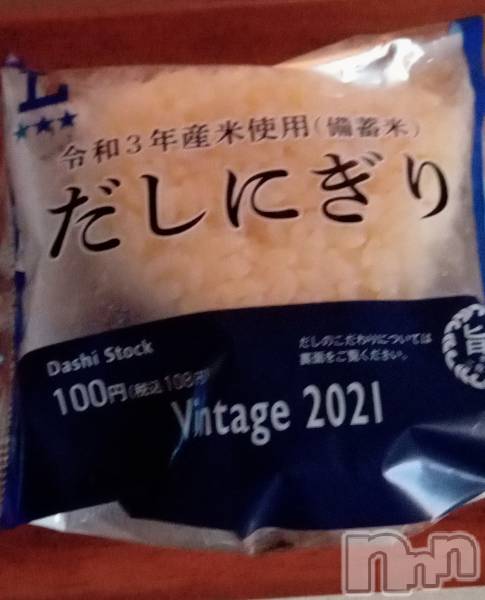 L
令和3年産米使用(備蓄米)
だしにぎり
Dashi Stock
100円(税込108円)
だしのこだわりについては
裏面をご覧ください。
旨
Vintage 2021
nnn